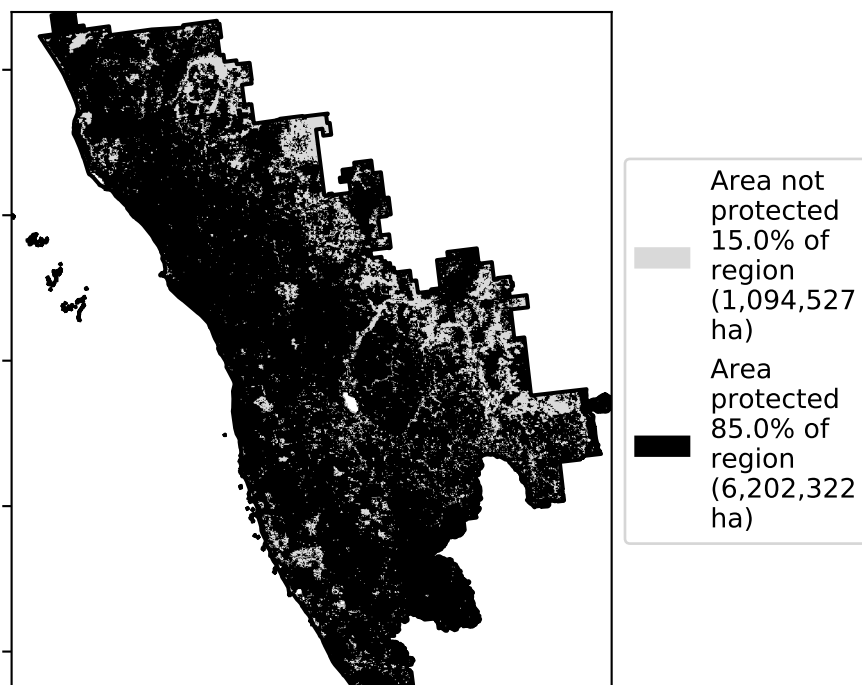 Area not
protected
15.0% of
region
(1,094,527
ha)
Area
protected
85.0% of
region
(6,202,322
ha)